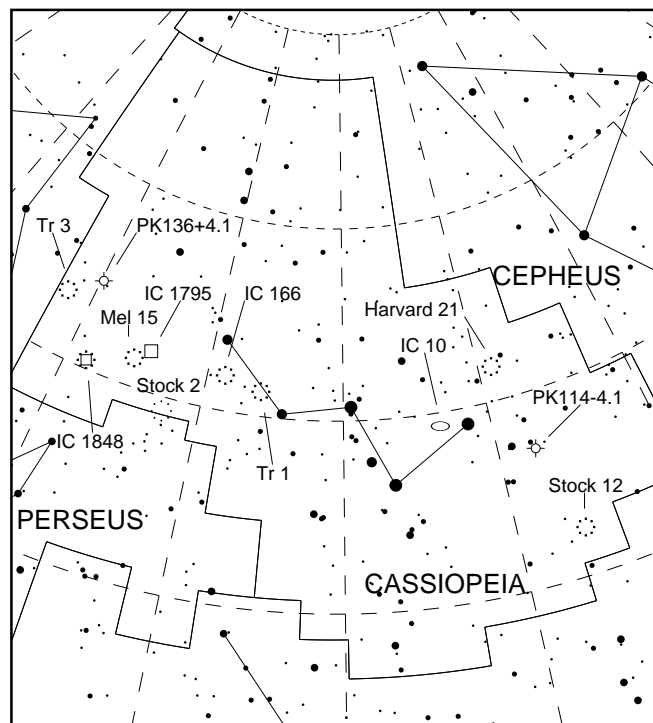 Tr 3
PK136+4.1
CEPHEUS
IC 1795
IC 166
Harvard 21
Mel 15
IC 10
Stock 2
PK114-4.1
IC 1848
Tr 1
Stock 12
PERSEUS
CASSIOPEIA